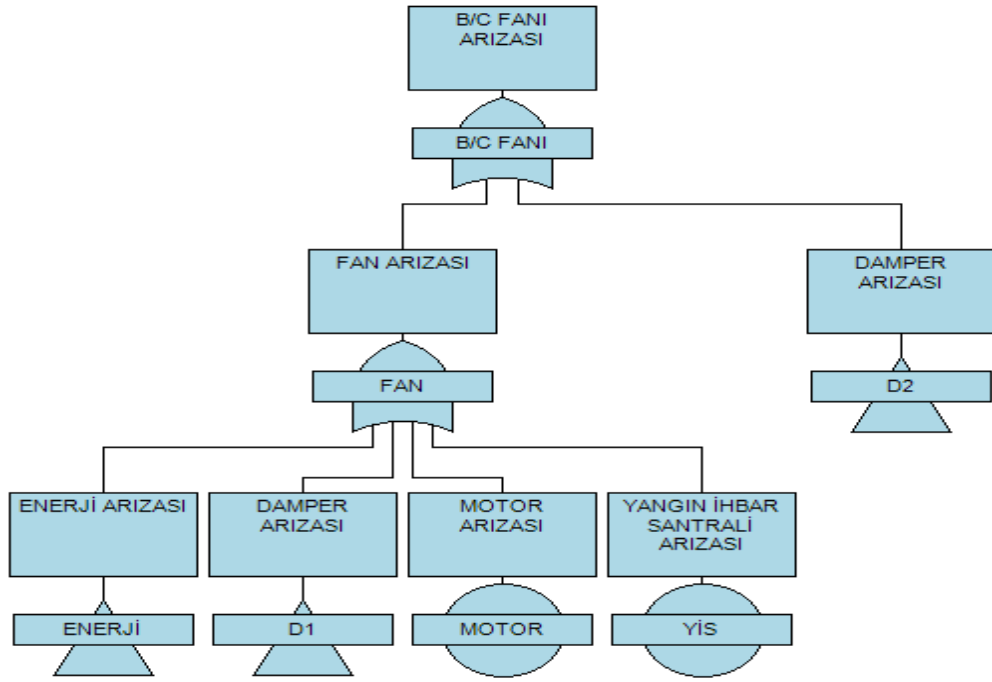 B/C FANI
ARIZASI
B/C FANI
FAN ARIZASI
DAMPER
ARIZASI
FAN
D2
ENERJİ ARIZASI
DAMPER
ARIZASI
MOTOR
ARIZASI
YANGIN İHBAR
SANTRALİ
ARIZASI
ENERJİ
D1
MOTOR
YİS